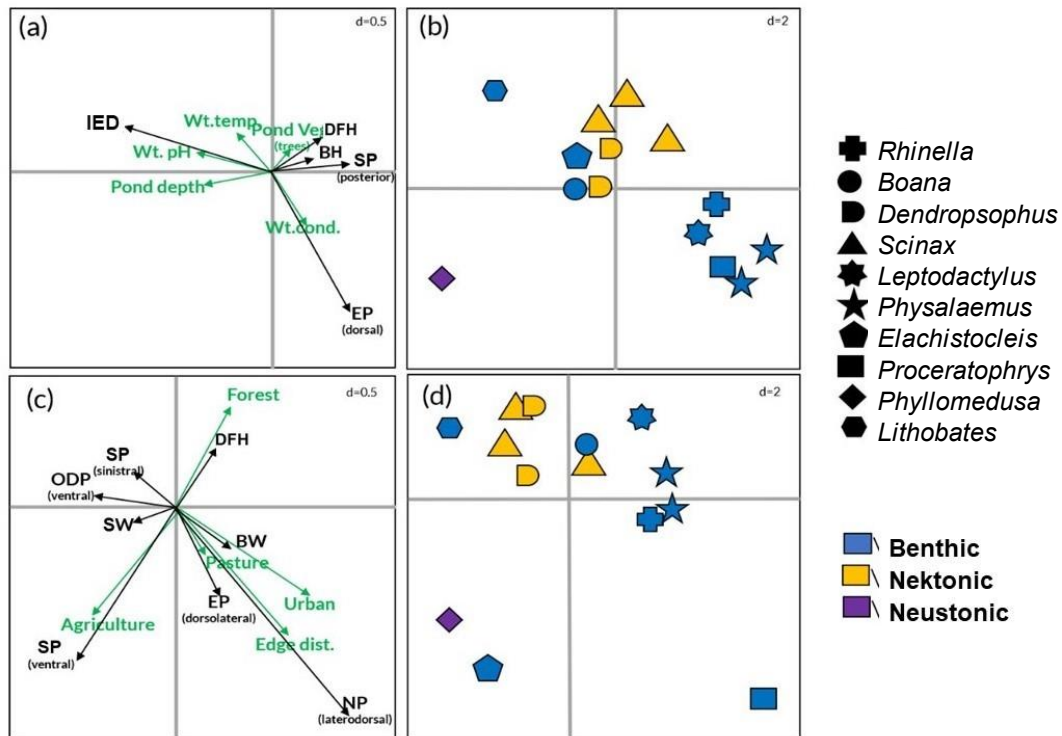 (a)
d=0.5
IED
Wt.temp
Pond Veg
(trees)
DFH
BH
SP
(posterior)
Wt. pH
Pond depth
Wt.cond.
EP
(dorsal)
(b)
d=2
(c)
d=0.5
Forest
DFH
SP
(sinistral)
ODP
(ventral)
SW
BW
Pasture
EP
(dorsolateral)
Urban
Agriculture
Edge dist.
SP
(ventral)
NP
(laterodorsal)
(d)
d=2
Rhinella
Boana
Dendropsophus
Scinax
Leptodactylus
Physalaemus
Elachistocleis
Proceratophrys
Phyllomedusa
Lithobates
Benthic
Nektonic
Neustonic